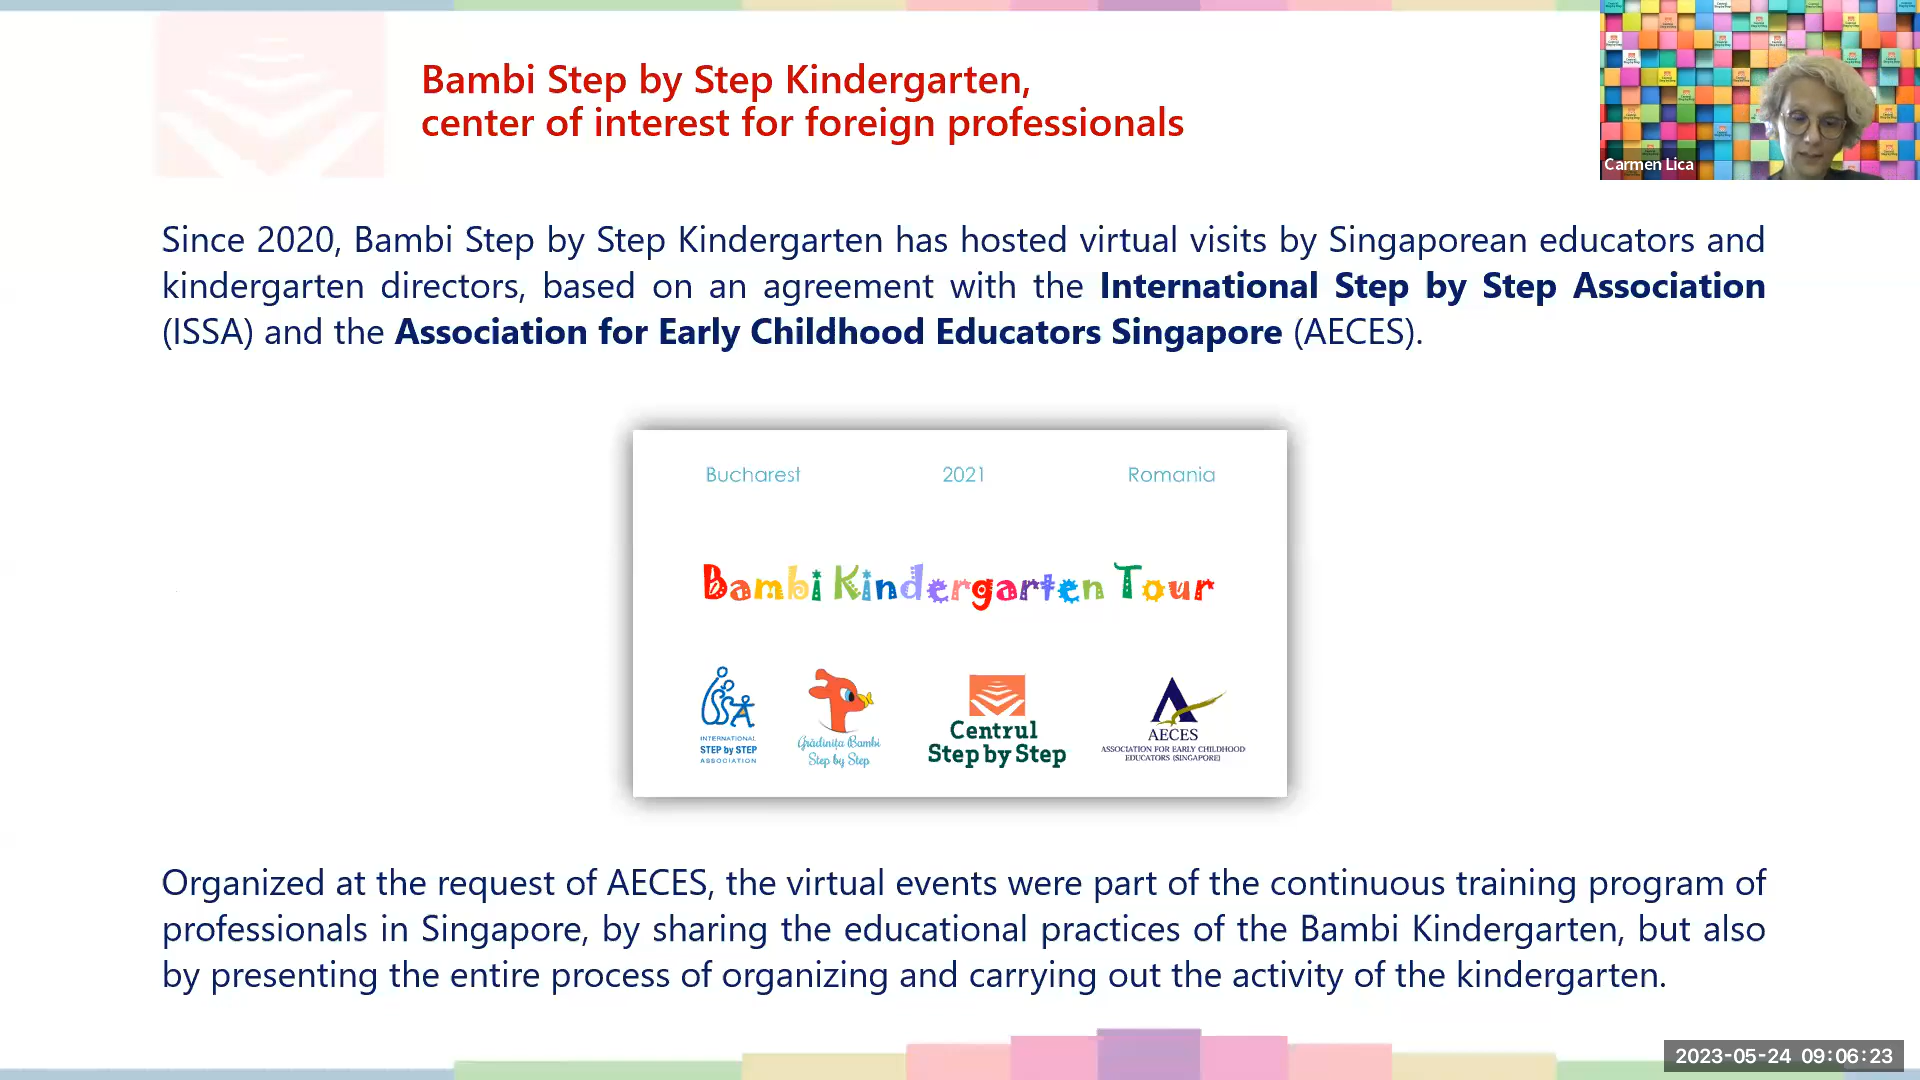 Bambi Step by Step Kindergarten,
center of interest for foreign professionals
Carmen Lica
Since 2020, Bambi Step by Step Kindergarten has hosted virtual visits by Singaporean educators and
kindergarten directors, based on an agreement with the International Step by Step Association
(ISSA) and the Association for Early Childhood Educators Singapore (AECES).
Bucharest 2021 Romania
Bambi Kindergarten Tour
INTERNATIONAL
STEP by STEP
ASSOCIATION
Grădinița Bambi
Step by Step
Centrul
Step by Step
AECES
ASSOCIATION FOR EARLY CHILDHOOD
EDUCATORS (SINGAPORE)
Organized at the request of AECES, the virtual events were part of the continuous training program of
professionals in Singapore, by sharing the educational practices of the Bambi Kindergarten, but also
by presenting the entire process of organizing and carrying out the activity of the kindergarten.
2023-05-24 09:06:23